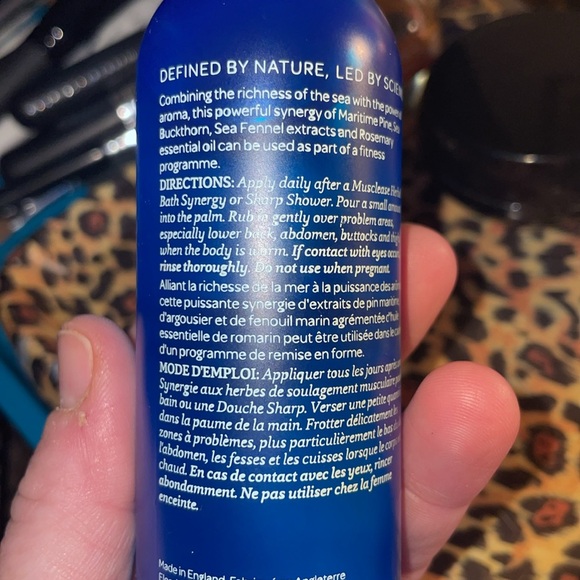 DEFINED BY NATURE, LED BY
Combining the richness of the sea with the
aroma, this powerful synergy of Maritime Pine, Sea
Buckthorn, Sea Fennel extracts and Rosemary
essential oil can be used as part of a fitness
programme.
DIRECTIONS: Apply daily after a Musclease
Bath Synergy or Sharp Shower. Pour a small
into the palm. Rub in gently over problem areas,
especially lower back, abdomen, buttocks and
when the body is warm. If contact with eyes
rinse thoroughly. Do not use when pregnant.
Alliant la richesse de la mer à la puissance des
cette puissante synergie d'extraits de pin
d'argousier et de fenouil marin agrémentée
essentielle de romarin peut être utilisée dans le
d'un programme de remise en forme.
MODE D'EMPLOI: Appliquer tous les jours après
Synergie aux herbes de soulagement musculaire
bain ou une Douche Sharp. Verser une petite
dans la paume de la main. Frotter délicatement
zones à problèmes, plus particulièrement le bas
l'abdomen, les fesses et les cuisses lorsque le
chaud. En cas de contact avec les yeux, rincer
abondamment. Ne pas utiliser chez la femme
enceinte.
Made in England. Angleterre